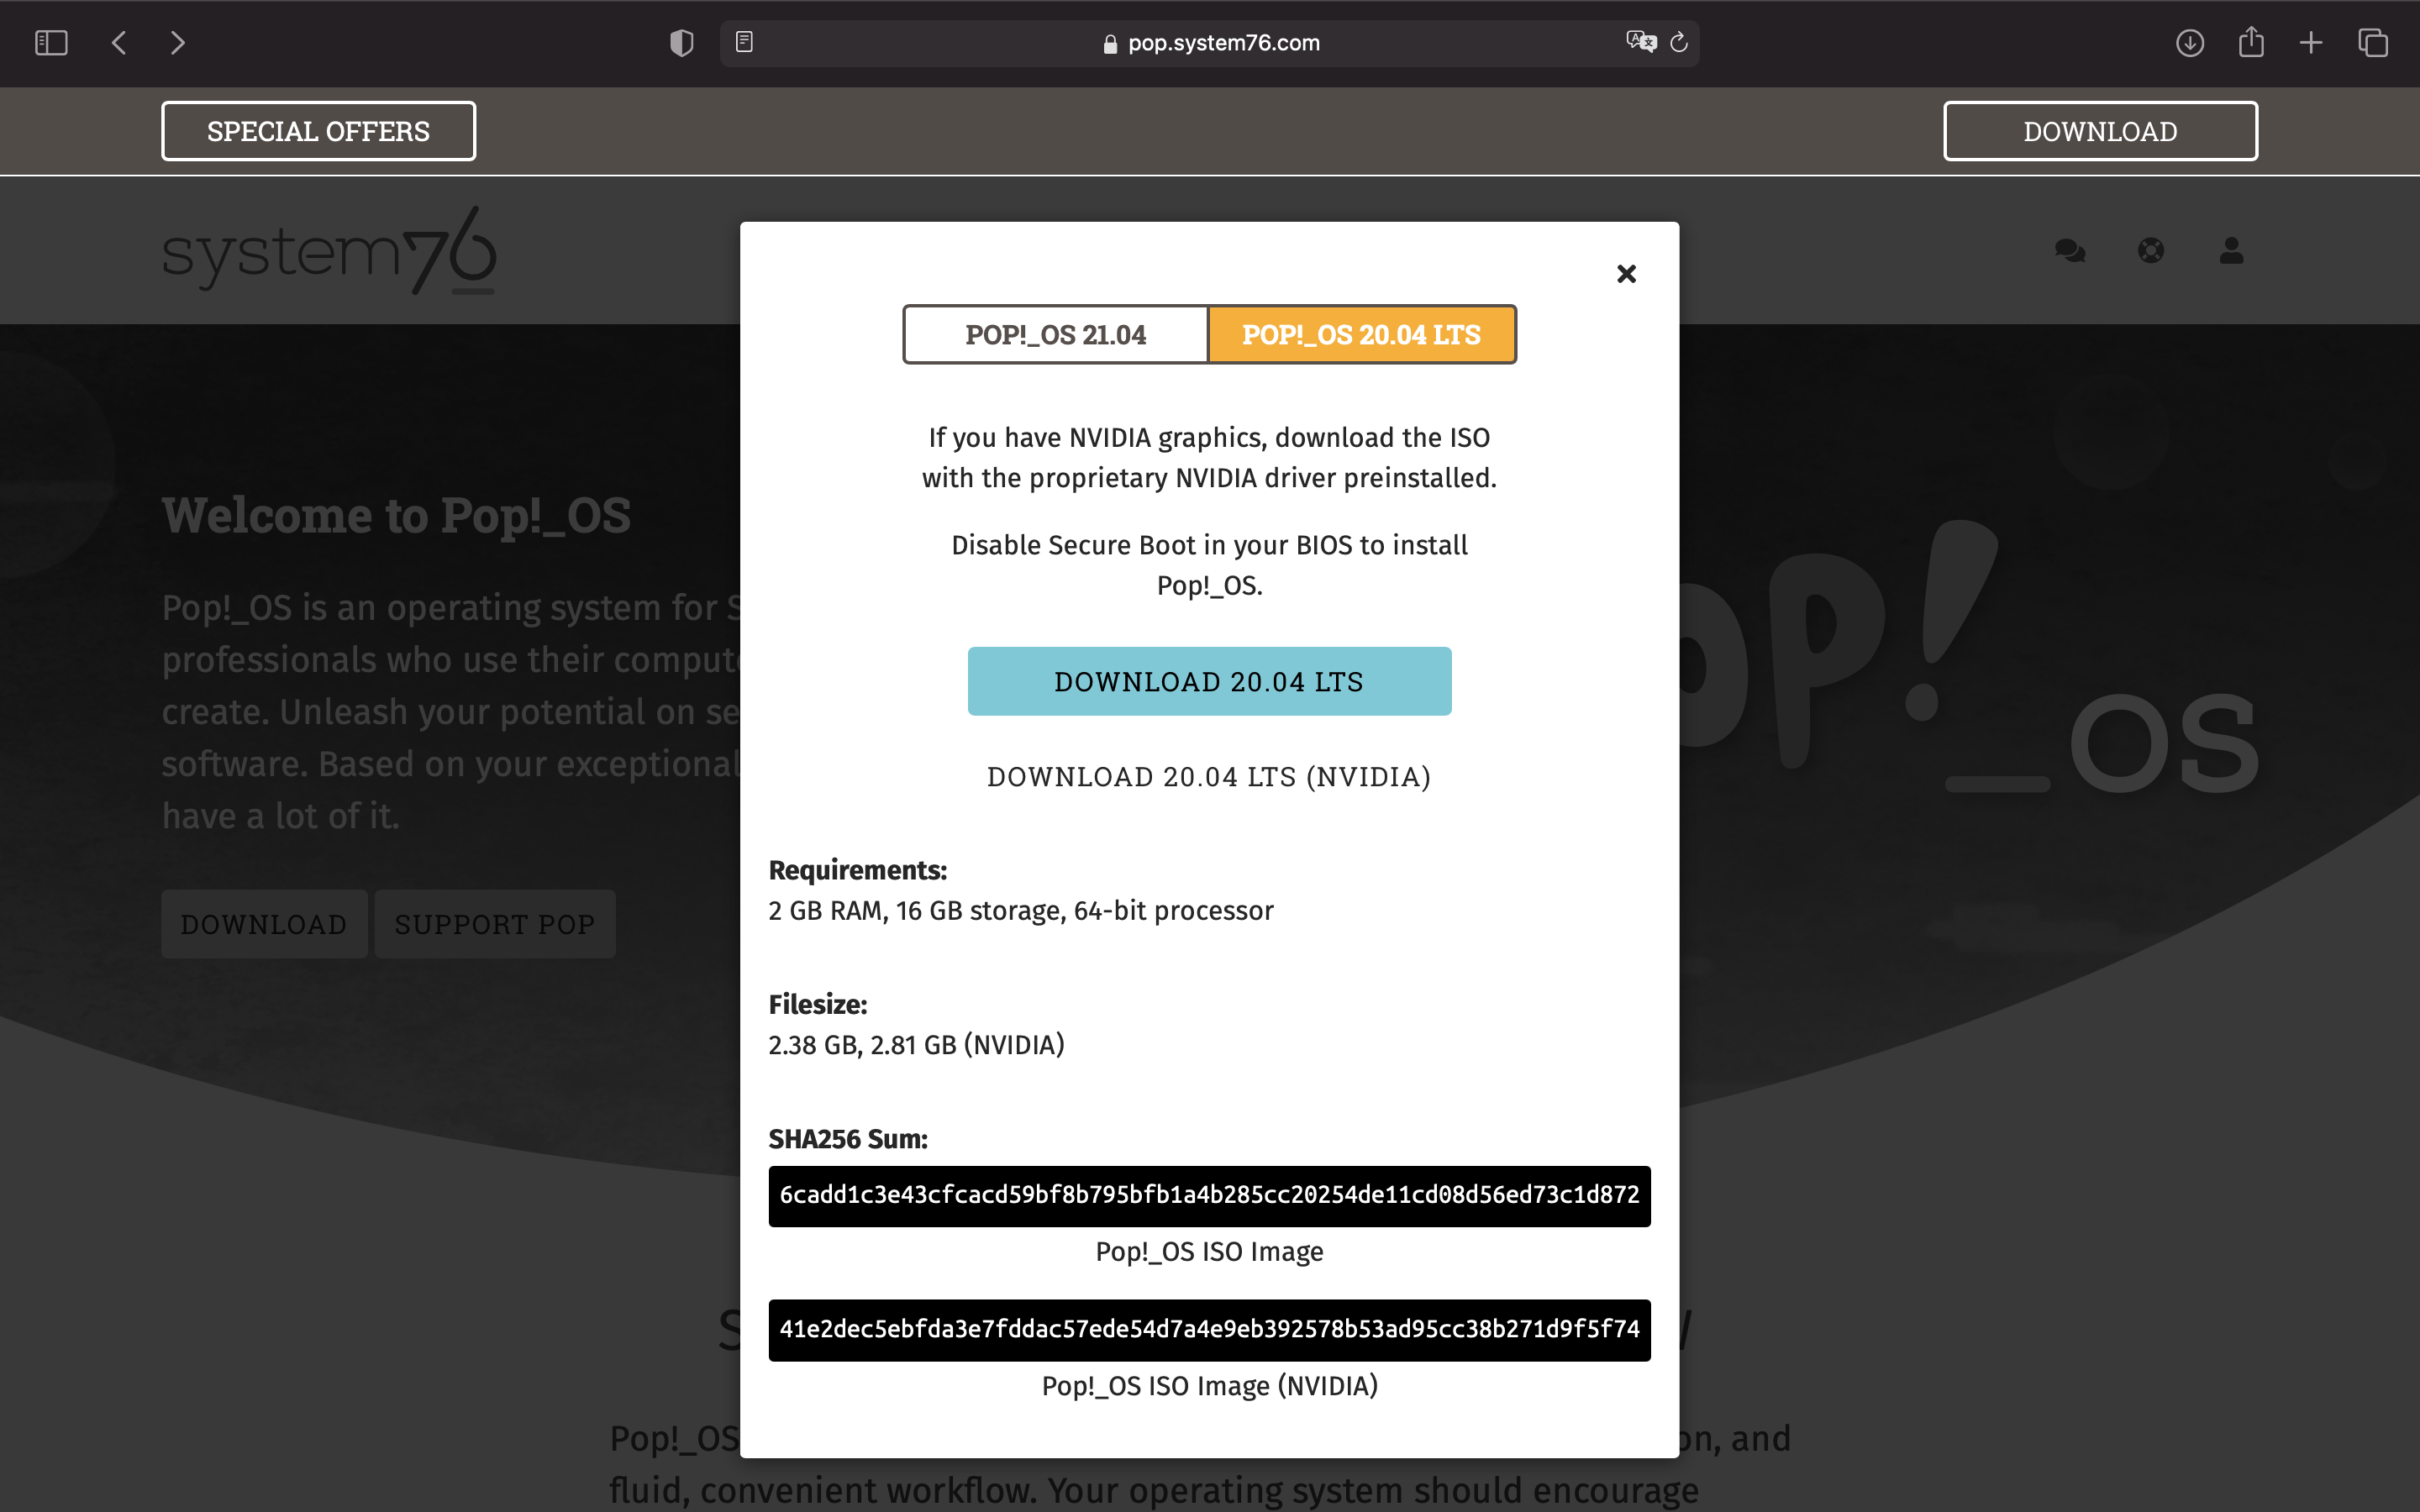 pop.system76.com
SPECIAL OFFERS
DOWNLOAD
system76
POP!_OS 21.04
POP!_OS 20.04 LTS
If you have NVIDIA graphics, download the ISO
with the proprietary NVIDIA driver preinstalled.
Disable Secure Boot in your BIOS to install
Pop!_OS.
DOWNLOAD 20.04 LTS
DOWNLOAD 20.04 LTS (NVIDIA)
Requirements:
2 GB RAM, 16 GB storage, 64-bit processor
Filesize:
2.38 GB, 2.81 GB (NVIDIA)
SHA256 Sum:
6cadd1c3e43cfcacd59bf8b795bfb1a4b285cc20254de11cd08d56ed73c1d872
Pop!_OS ISO Image
41e2dec5ebfda3e7fddac57ede54d7a4e9eb392578b53ad95cc38b271d9f5f74
Pop!_OS ISO Image (NVIDIA)
Welcome to Pop!_OS
Pop!_OS is an operating system for
professionals who use their
create. Unleash your potential on
software. Based on your exceptional
have a lot of it.
DOWNLOAD
SUPPORT POP
OP!_OS
Pop!_OS and
fluid, convenient workflow. Your operating system should encourage